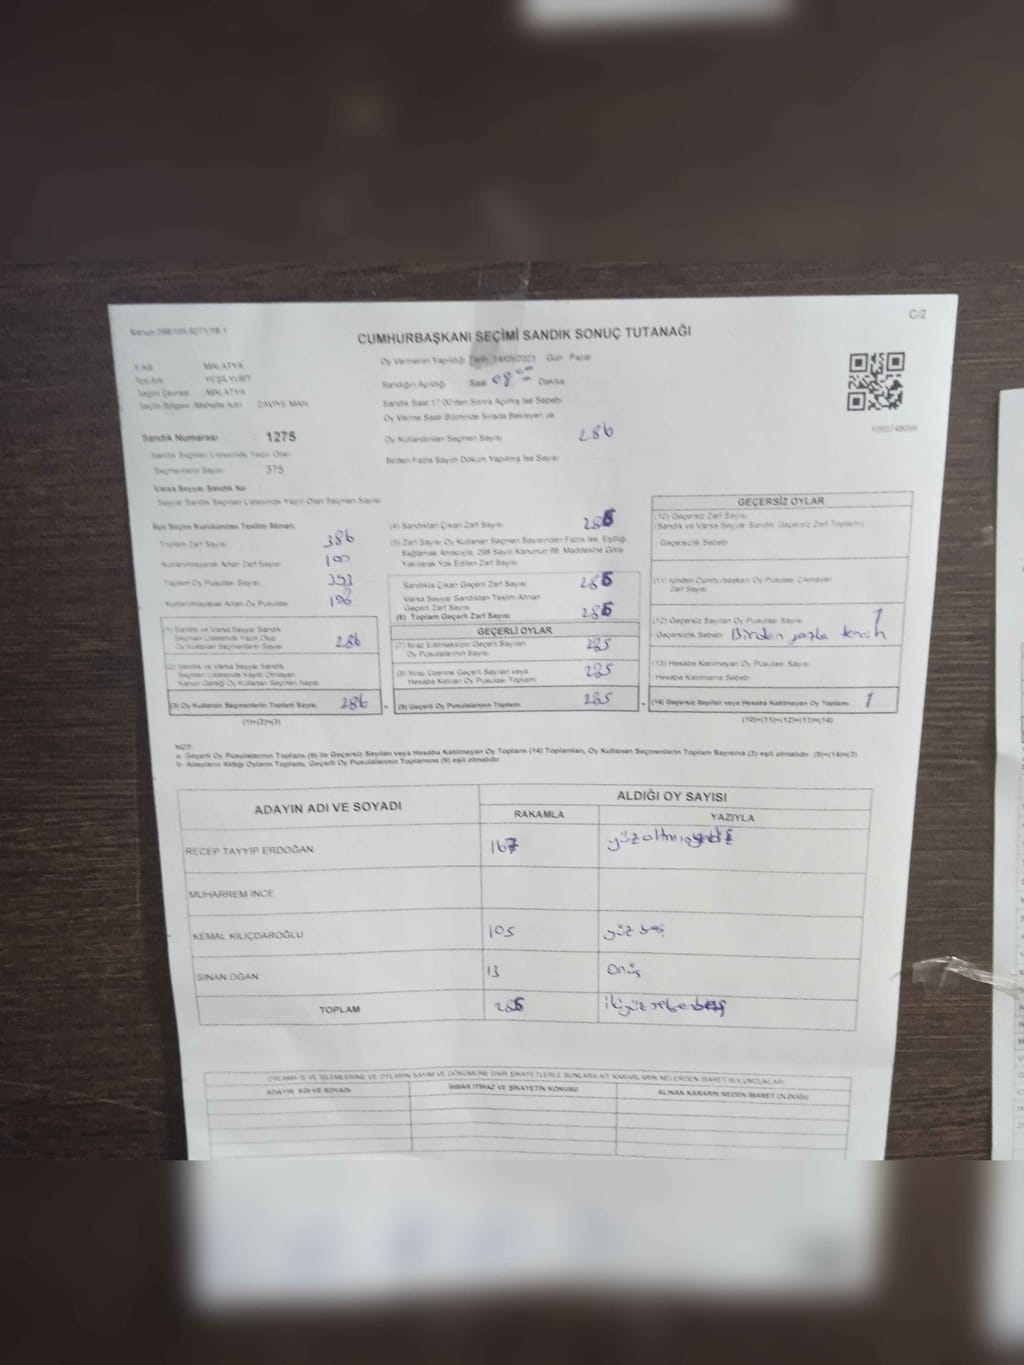 C/2
CUMHURBAŞKANI SEÇİMİ SANDIK SONUÇ TUTANAĞI
MALATYA
YEŞİLYURT
Seçim Çevresi : MALATYA
Seçim Bölgesi (Mahalle Adı) : ZAVİYE MAH
Sandık Numarası : 1275
Sandık Seçmen Listesinde Yazılı Olan
Seçmenlerin Sayısı : 375
Varsa Seyyar Sandık No
Seyyar Sandık Seçmen Listesinde Yazılı Olan Seçmen Sayısı
Oy Vermenin Yapıldığı Tarih: 14/05/2023 Gün: Pazar
Sandığın Açıldığı Saat 08 00 Dakika
Sandık Saat 17:00'den Sonra Açılmış İse Sebebi
Oy Verme Saati Bitiminde Sırada Bekleyen ve
Oy Kullandırılan Seçmen Sayısı 286
Birden Fazla Sayım Döküm Yapılmış İse Sayısı
İlçe Seçim Kurulundan Teslim Alınan;
Toplam Zarf Sayısı 386
Kullanılmayarak Artan Zarf Sayısı 100
Toplam Oy Pusulası Sayısı
Kullanılmayarak Artan Oy Pusulası
(1) Sandık ve Varsa Seyyar Sandık
Seçmen Listesinde Yazılı Olup
Oy Kullanan Seçmenlerin Sayısı 286
(2) Sandık ve Varsa Seyyar Sandık
Seçmen Listesinde Kayıtlı Olmayan
Kanun Gereği Oy Kullanan Seçmen Sayısı
(3) Oy Kullanan Seçmenlerin Toplam Sayısı 286
(1)+(2)=(3)
(4) Sandıktan Çıkan Zarf Sayısı 286
(5) Zarf Sayısı Oy Kullanan Seçmen Sayısından Fazla İse, Eşitliği
Sağlamak Amacıyla, 298 Sayılı Kanunun 98. Maddesine Göre
Yakılarak Yok Edilen Zarf Sayısı
Sandıkta Çıkan Geçerli Zarf Sayısı 286
Varsa Seyyar Sandıktan Teslim Alınan
Geçerli Zarf Sayısı
(6) Toplam Geçerli Zarf Sayısı 286
GEÇERLİ OYLAR
(7) İtiraz Edilmeksizin Geçerli Sayılan
Oy Pusulalarının Sayısı 285
(8) İtiraz Üzerine Geçerli Sayılan veya
Hesaba Katılan Oy Pusulası Toplamı 285
(9) Geçerli Oy Pusulalarının Toplamı 285
GEÇERSİZ OYLAR
(10) Geçersiz Zarf Sayısı
(Sandık ve Varsa Seyyar Sandık Geçersiz Zarf Toplamı)
Geçersizlik Sebebi
(11) İçinden Cumhurbaşkanı Oy Pusulası Çıkmayan
Zarf Sayısı
(12) Geçersiz Sayılan Oy Pusulası Sayısı 1
Geçersizlik Sebebi Birden fazla tercih
(13) Hesaba Katılmayan Oy Pusulası Sayısı
Hesaba Katılmama Sebebi
(14) Geçersiz Sayılan veya Hesaba Katılmayan Oy Toplamı 1
(10)+(11)+(12)+(13)=(14)
NOT:
a- Geçerli Oy Pusulalarının Toplamı (9) ile Geçersiz Sayılan veya Hesaba Katılmayan Oy Toplamı (14) Toplamları, Oy Kullanan Seçmenlerin Toplam Sayısına (3) eşit olmalıdır. (9)+(14)=(3)
b- Adayların Aldığı Oyların Toplamı, Geçerli Oy Pusulalarının Toplamına (9) eşit olmalıdır.
ADAYIN ADI VE SOYADI
ALDIĞI OY SAYISI
RAKAMLA YAZIYLA
RECEP TAYYİP ERDOĞAN 167 yüzaltmışyedi
MUHARREM İNCE
KEMAL KILIÇDAROĞLU 105 yüz beş
SİNAN OĞAN 13 onüç
TOPLAM 285 ikiyüzseksenbeş
OYLAMA İŞ VE İŞLEMLERİNE VE OYLARIN SAYIM VE DÖKÜMÜNE DAİR ŞİKAYETLERLE BUNLARA AİT KARARLARIN NELERDEN İBARET BULUNDUKLARI
ADAYIN ADI VE SOYADI İHBAR İTİRAZ VE ŞİKAYETİN KONUSU ALINAN KARARIN NEDEN İBARET OLDUĞU